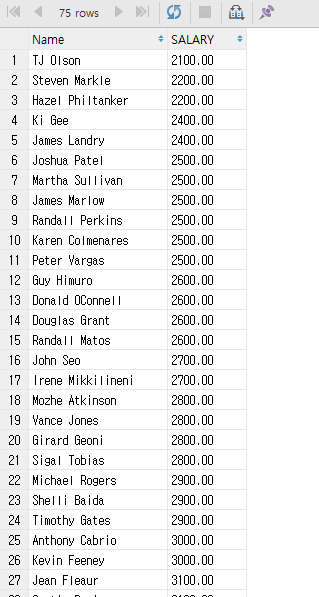 75 rows
Name SALARY
1 TJ Olson 2100.00
2 Steven Markle 2200.00
3 Hazel Philtanker 2200.00
4 Ki Gee 2400.00
5 James Landry 2400.00
6 Joshua Patel 2500.00
7 Martha Sullivan 2500.00
8 James Marlow 2500.00
9 Randall Perkins 2500.00
10 Karen Colmenares 2500.00
11 Peter Vargas 2500.00
12 Guy Himuro 2600.00
13 Donald OConnell 2600.00
14 Douglas Grant 2600.00
15 Randall Matos 2600.00
16 John Seo 2700.00
17 Irene Mikkilineni 2700.00
18 Mozhe Atkinson 2800.00
19 Vance Jones 2800.00
20 Girard Geoni 2800.00
21 Sigal Tobias 2800.00
22 Michael Rogers 2900.00
23 Shelli Baida 2900.00
24 Timothy Gates 2900.00
25 Anthony Cabrio 3000.00
26 Kevin Feeney 3000.00
27 Jean Fleaur 3100.00